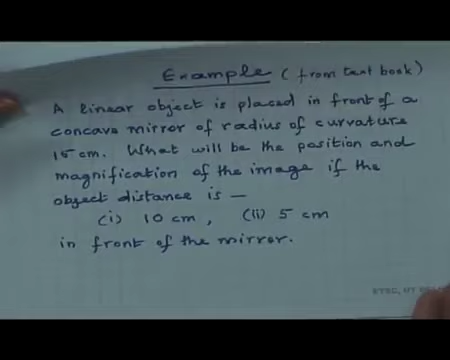 Example (from text book)
A linear object is placed in front of a
concave mirror of radius of curvature
15 cm. What will be the position and
magnification of the image if the
object distance is —
(i) 10 cm, (ii) 5 cm
in front of the mirror.